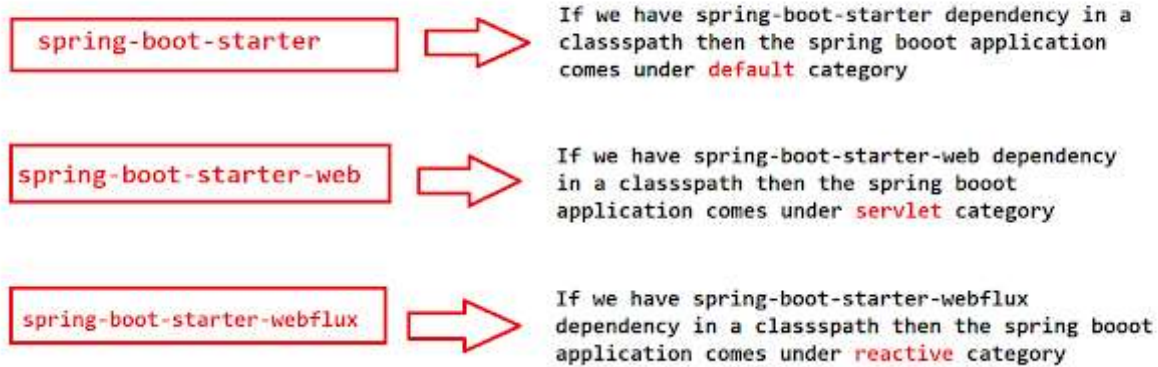 spring-boot-starter
If we have spring-boot-starter dependency in a
classspath then the spring booot application
comes under default category
spring-boot-starter-web
If we have spring-boot-starter-web dependency
in a classspath then the spring booot
application comes under servlet category
spring-boot-starter-webflux
If we have spring-boot-starter-webflux
dependency in a classspath then the spring booot
application comes under reactive category